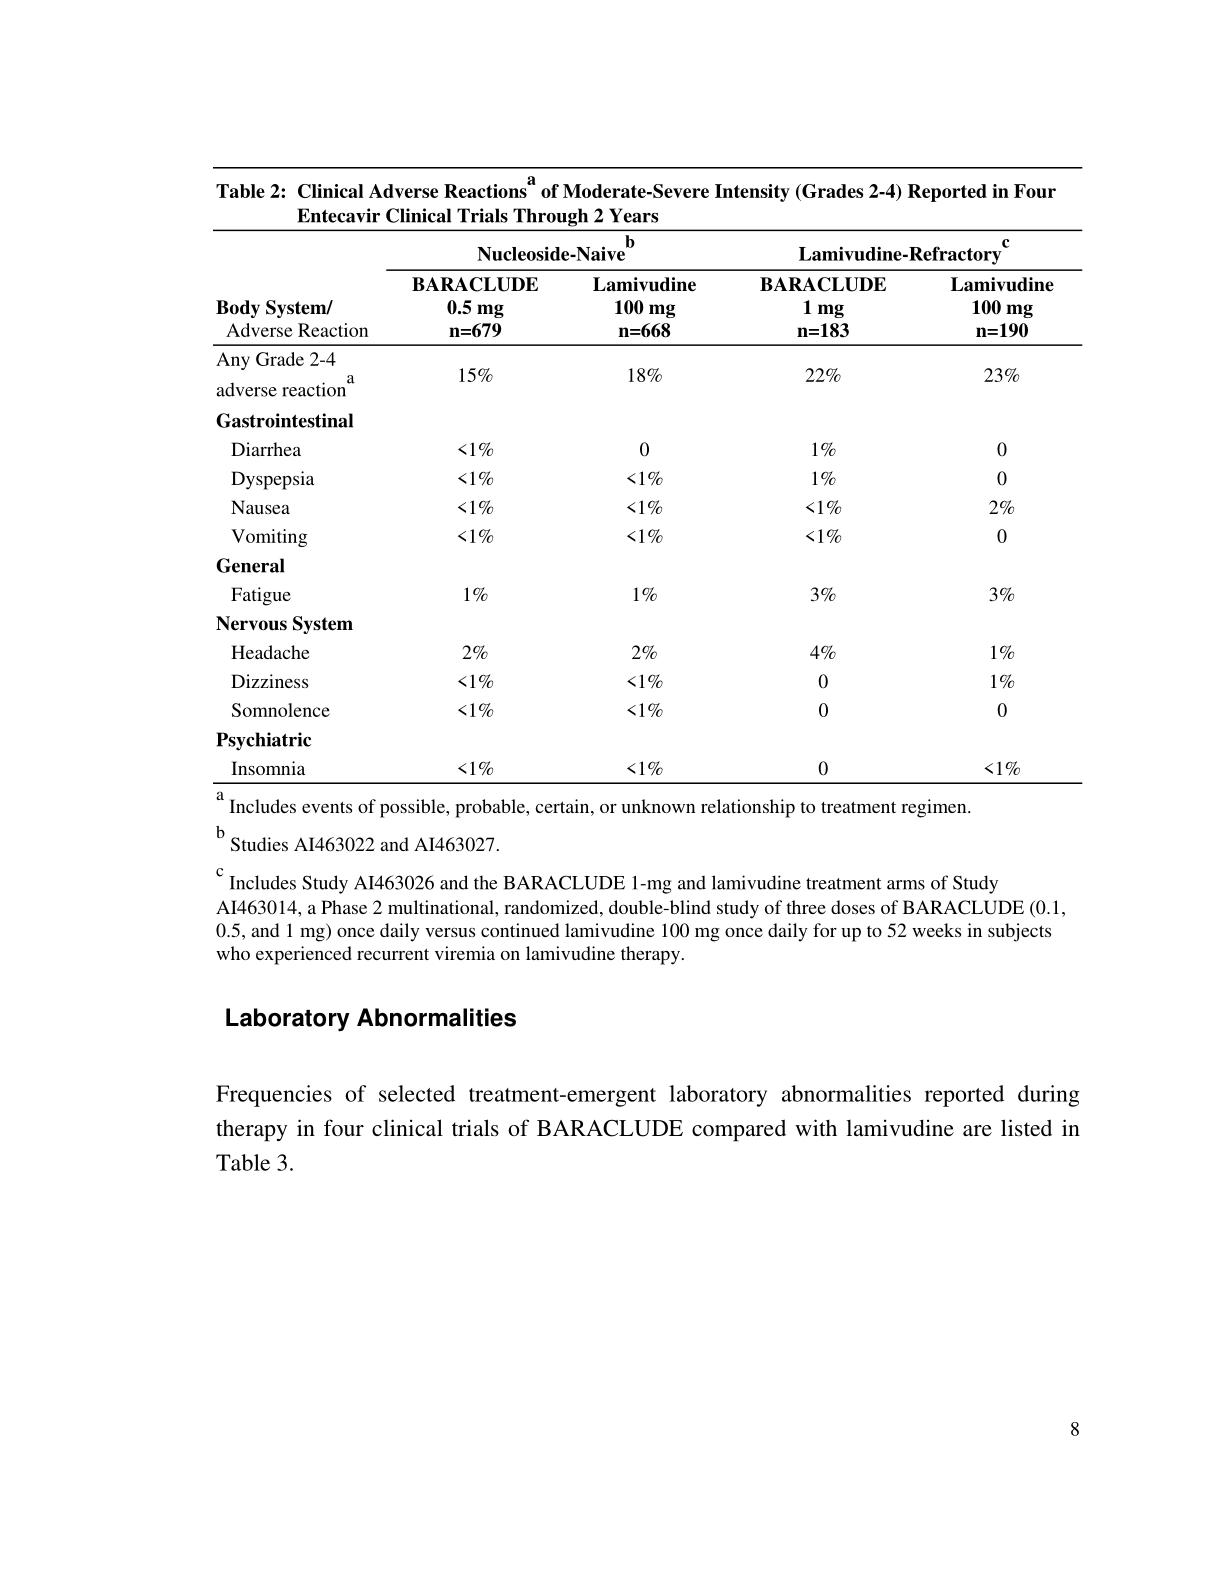 Table 2: Clinical Adverse Reactionsa of Moderate-Severe Intensity (Grades 2-4) Reported in Four
Entecavir Clinical Trials Through 2 Years
Nucleoside-Naiveb Lamivudine-Refractoryc
BARACLUDE Lamivudine BARACLUDE Lamivudine
Body System/ 0.5 mg 100 mg 1 mg 100 mg
Adverse Reaction n=679 n=668 n=183 n=190
Any Grade 2-4
adverse reactiona 15% 18% 22% 23%
Gastrointestinal
Diarrhea <1% 0 1% 0
Dyspepsia <1% <1% 1% 0
Nausea <1% <1% <1% 2%
Vomiting <1% <1% <1% 0
General
Fatigue 1% 1% 3% 3%
Nervous System
Headache 2% 2% 4% 1%
Dizziness <1% <1% 0 1%
Somnolence <1% <1% 0 0
Psychiatric
Insomnia <1% <1% 0 <1%
a Includes events of possible, probable, certain, or unknown relationship to treatment regimen.
b Studies AI463022 and AI463027.
c Includes Study AI463026 and the BARACLUDE 1-mg and lamivudine treatment arms of Study
AI463014, a Phase 2 multinational, randomized, double-blind study of three doses of BARACLUDE (0.1,
0.5, and 1 mg) once daily versus continued lamivudine 100 mg once daily for up to 52 weeks in subjects
who experienced recurrent viremia on lamivudine therapy.
Laboratory Abnormalities
Frequencies of selected treatment-emergent laboratory abnormalities reported during
therapy in four clinical trials of BARACLUDE compared with lamivudine are listed in
Table 3.
8